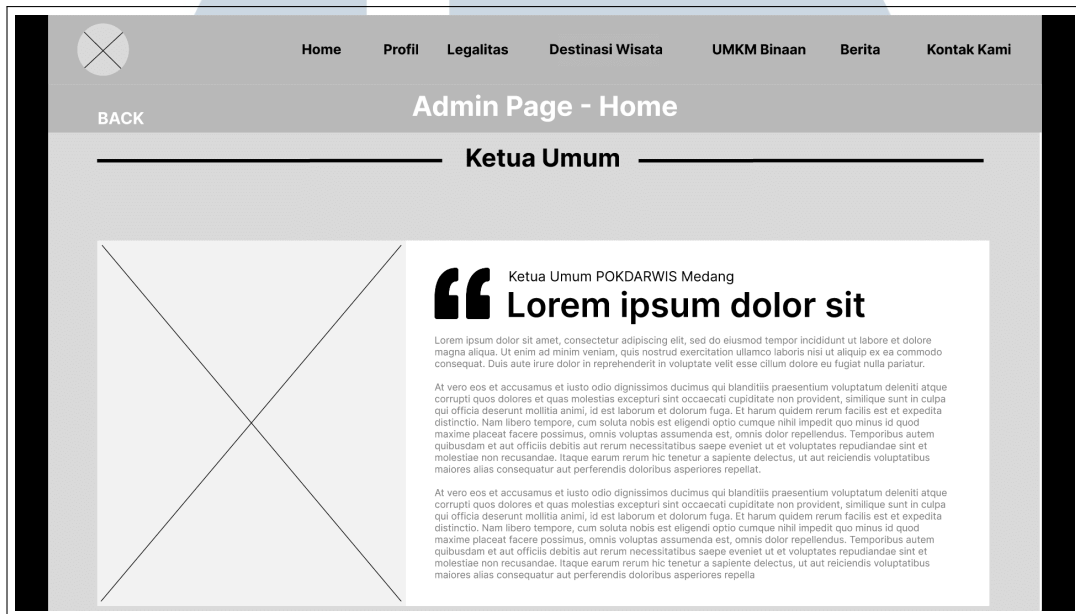 Home Profil Legalitas Destinasi Wisata UMKM Binaan Berita Kontak Kami
Admin Page - Home
BACK
Ketua Umum
Ketua Umum POKDARWIS Medang
Lorem ipsum dolor sit
Lorem ipsum dolor sit amet, consectetur adipiscing elit, sed do eiusmod tempor incididunt ut labore et dolore
magna aliqua. Ut enim ad minim veniam, quis nostrud exercitation ullamco laboris nisi ut aliquip ex ea commodo
consequat. Duis aute irure dolor in reprehenderit in voluptate velit esse cillum dolore eu fugiat nulla pariatur.
At vero eos et accusamus et iusto odio dignissimos ducimus qui blanditiis praesentium voluptatum deleniti atque
corrupti quos dolores et quas molestias excepturi sint occaecati cupiditate non provident, similique sunt in culpa
qui officia deserunt mollitia animi, id est laborum et dolorum fuga. Et harum quidem rerum facilis est et expedita
distinctio. Nam libero tempore, cum soluta nobis est eligendi optio cumque nihil impedit quo minus id quod
maxime placeat facere possimus, omnis voluptas assumenda est, omnis dolor repellendus. Temporibus autem
quibusdam et aut officiis debitis aut rerum necessitatibus saepe eveniet ut et voluptates repudiandae sint et
molestiae non recusandae. Itaque earum rerum hic tenetur a sapiente delectus, ut aut reiciendis voluptatibus
maiores alias consequatur aut perferendis doloribus asperiores repellat.
At vero eos et accusamus et iusto odio dignissimos ducimus qui blanditiis praesentium voluptatum deleniti atque
corrupti quos dolores et quas molestias excepturi sint occaecati cupiditate non provident, similique sunt in culpa
qui officia deserunt mollitia animi, id est laborum et dolorum fuga. Et harum quidem rerum facilis est et expedita
distinctio. Nam libero tempore, cum soluta nobis est eligendi optio cumque nihil impedit quo minus id quod
maxime placeat facere possimus, omnis voluptas assumenda est, omnis dolor repellendus. Temporibus autem
quibusdam et aut officiis debitis aut rerum necessitatibus saepe eveniet ut et voluptates repudiandae sint et
molestiae non recusandae. Itaque earum rerum hic tenetur a sapiente delectus, ut aut reiciendis voluptatibus
maiores alias consequatur aut perferendis doloribus asperiores repella